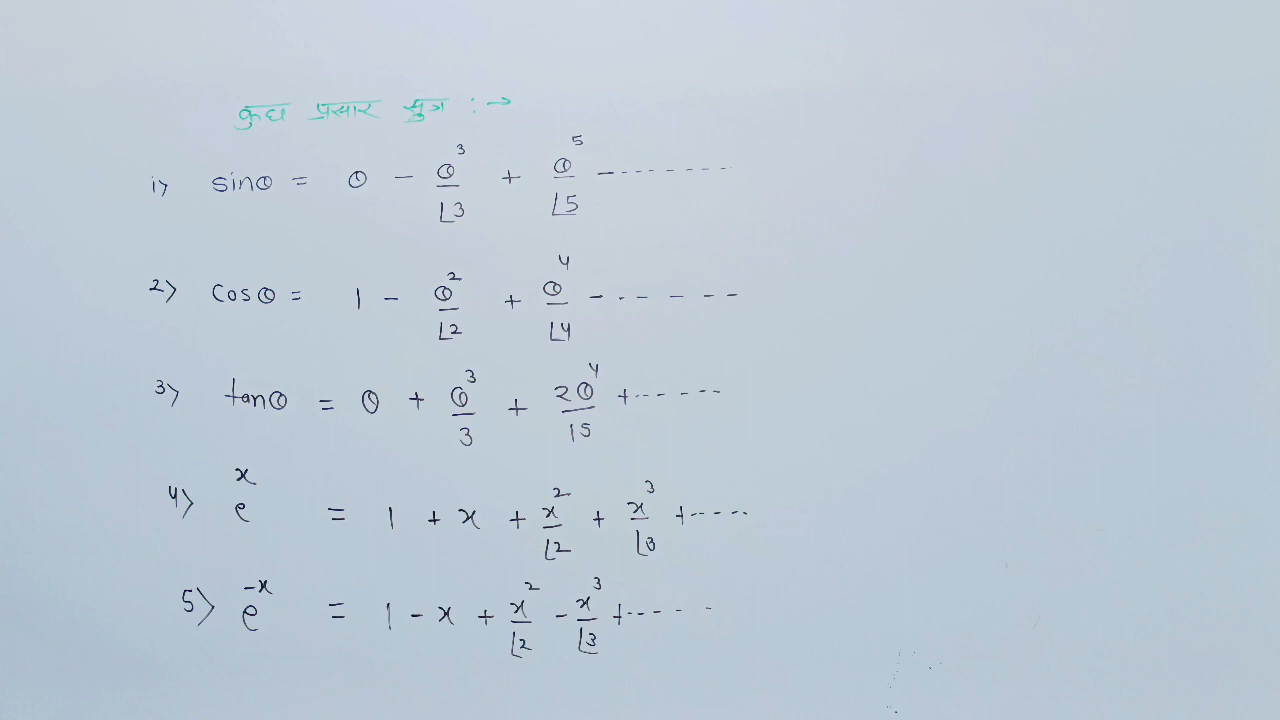 कुछ प्रसार सुत्र :→
1> sinθ = θ - θ³/⌊3 + θ⁵/⌊5 - --------
2> cosθ = 1 - θ²/⌊2 + θ⁴/⌊4 - -- - - --
3> tanθ = θ + θ³/3 + 2θ⁴/15 + -------
4> eˣ = 1 + x + x²/⌊2 + x³/⌊3 + -----
5> e⁻ˣ = 1 - x + x²/⌊2 - x³/⌊3 + ------